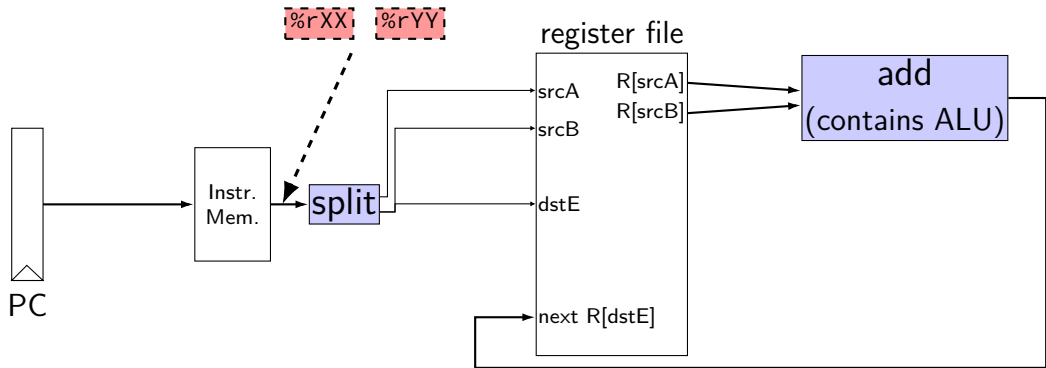 %rXX %rYY
register file
add
(contains ALU)
srcA
R[srcA]
srcB
R[srcB]
Instr.
Mem.
split
dstE
PC
next R[dstE]